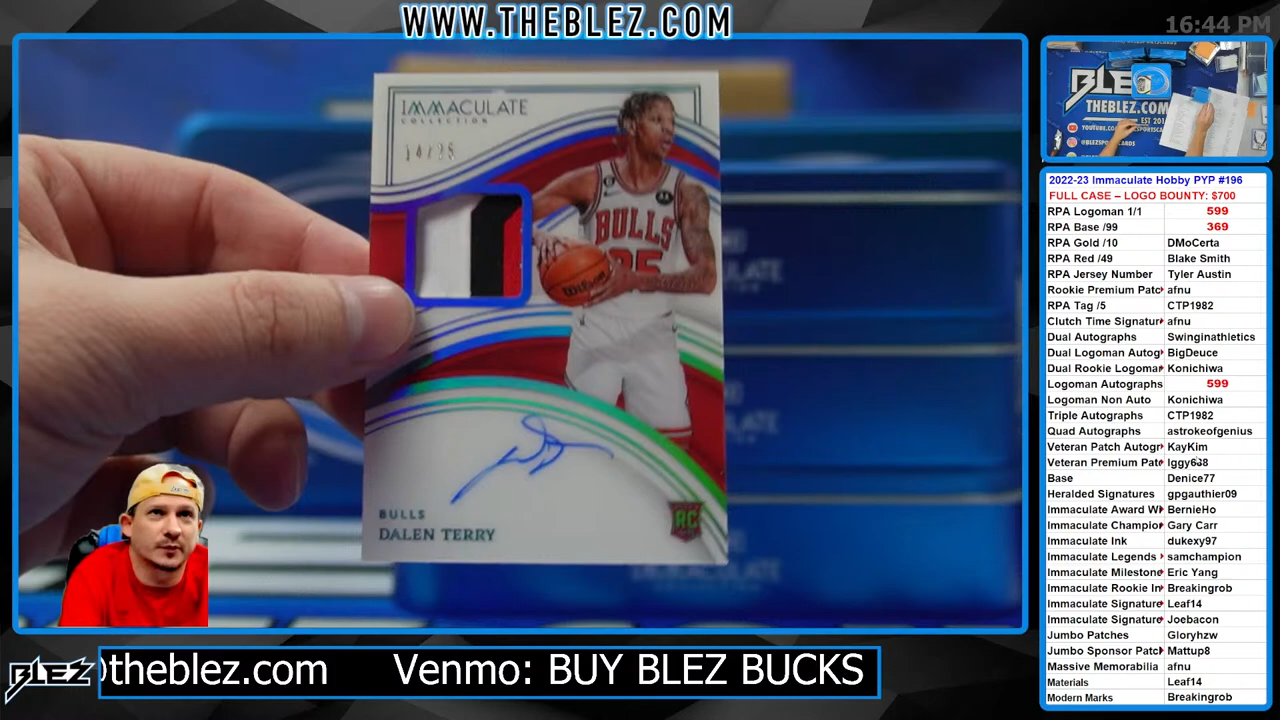 WWW.THEBLEZ.COM
16:44 PM
IMMACULATE
COLLECTION
14/25
BULLS
BULLS
DALEN TERRY
RC
BLEZ
THEBLEZ.COM
2022-23 Immaculate Hobby PYP #196
FULL CASE – LOGO BOUNTY: $700
RPA Logoman 1/1 599
RPA Base /99 369
RPA Gold /10 DMoCerta
RPA Red /49 Blake Smith
RPA Jersey Number Tyler Austin
Rookie Premium Patc afnu
RPA Tag /5 CTP1982
Clutch Time Signatur afnu
Dual Autographs Swinginathletics
Dual Logoman Autog BigDeuce
Dual Rookie Logoma Konichiwa
Logoman Autographs 599
Logoman Non Auto Konichiwa
Triple Autographs CTP1982
Quad Autographs astrokeofgenius
Veteran Patch Autogr KayKim
Veteran Premium Pat Iggy638
Base Denice77
Heralded Signatures gpgauthier09
Immaculate Award Wi BernieHo
Immaculate Champio Gary Carr
Immaculate Ink dukexy97
Immaculate Legends samchampion
Immaculate Milestone Eric Yang
Immaculate Rookie In Breakingrob
Immaculate Signature Leaf14
Immaculate Signature Joebacon
Jumbo Patches Gloryhzw
Jumbo Sponsor Patc Mattup8
Massive Memorabilia afnu
Materials Leaf14
Modern Marks Breakingrob
BLEZ
theblez.com Venmo: BUY BLEZ BUCKS